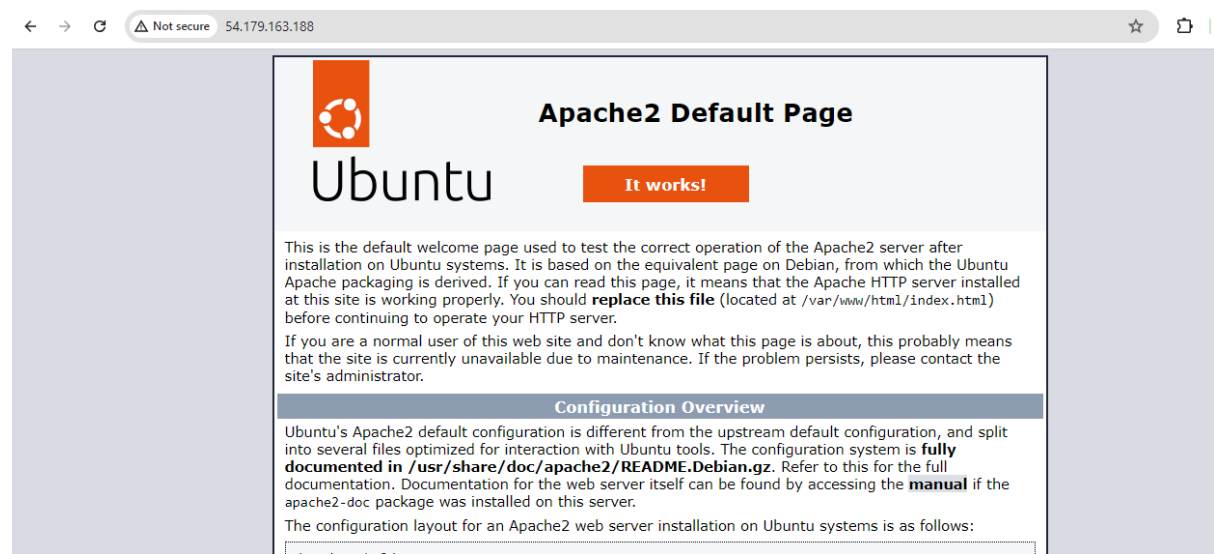 Not secure 54.179.163.188
Apache2 Default Page
Ubuntu
It works!
This is the default welcome page used to test the correct operation of the Apache2 server after
installation on Ubuntu systems. It is based on the equivalent page on Debian, from which the Ubuntu
Apache packaging is derived. If you can read this page, it means that the Apache HTTP server installed
at this site is working properly. You should replace this file (located at /var/www/html/index.html)
before continuing to operate your HTTP server.
If you are a normal user of this web site and don't know what this page is about, this probably means
that the site is currently unavailable due to maintenance. If the problem persists, please contact the
site's administrator.
Configuration Overview
Ubuntu's Apache2 default configuration is different from the upstream default configuration, and split
into several files optimized for interaction with Ubuntu tools. The configuration system is fully
documented in /usr/share/doc/apache2/README.Debian.gz. Refer to this for the full
documentation. Documentation for the web server itself can be found by accessing the manual if the
apache2-doc package was installed on this server.
The configuration layout for an Apache2 web server installation on Ubuntu systems is as follows: